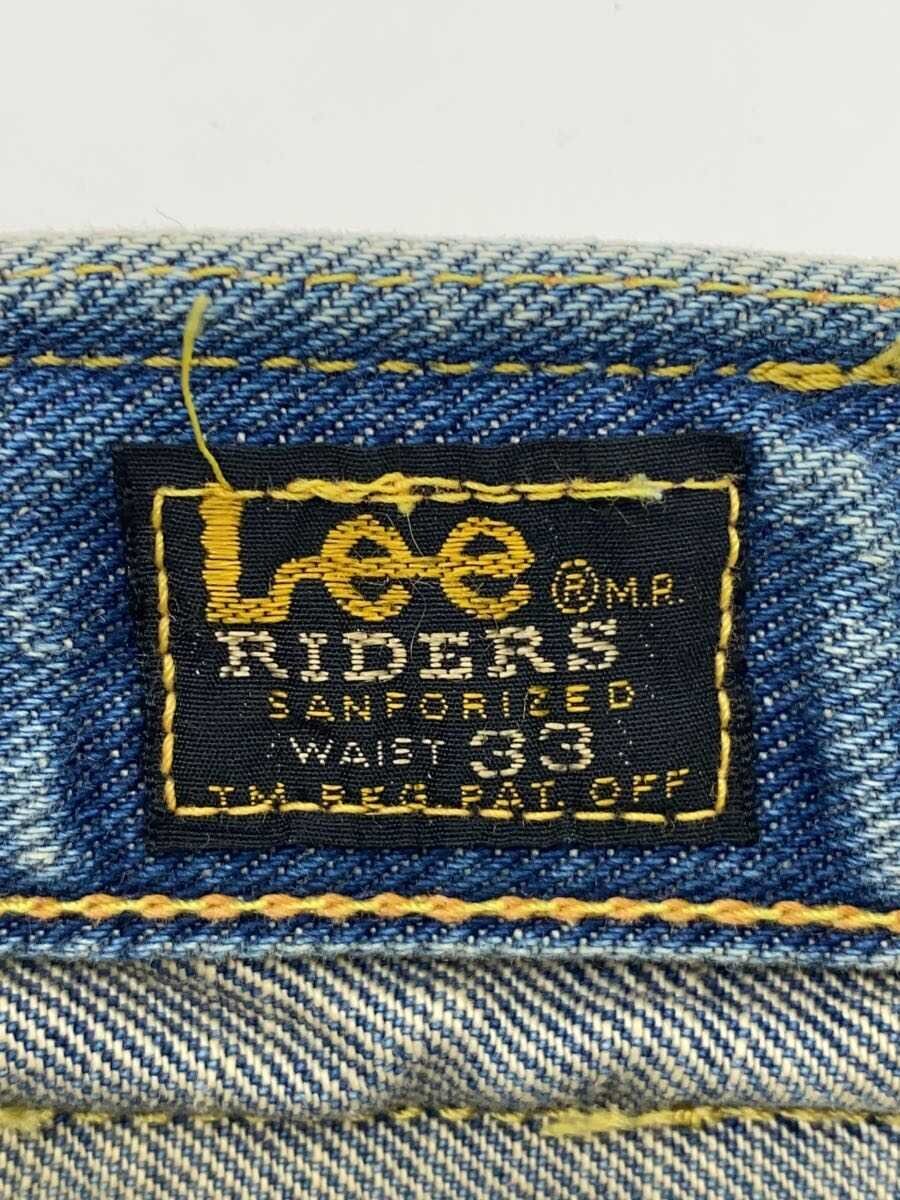 Lee ® M.R.
RIDERS
SANFORIZED
WAIST 33
T.M. REG. PAT. OFF